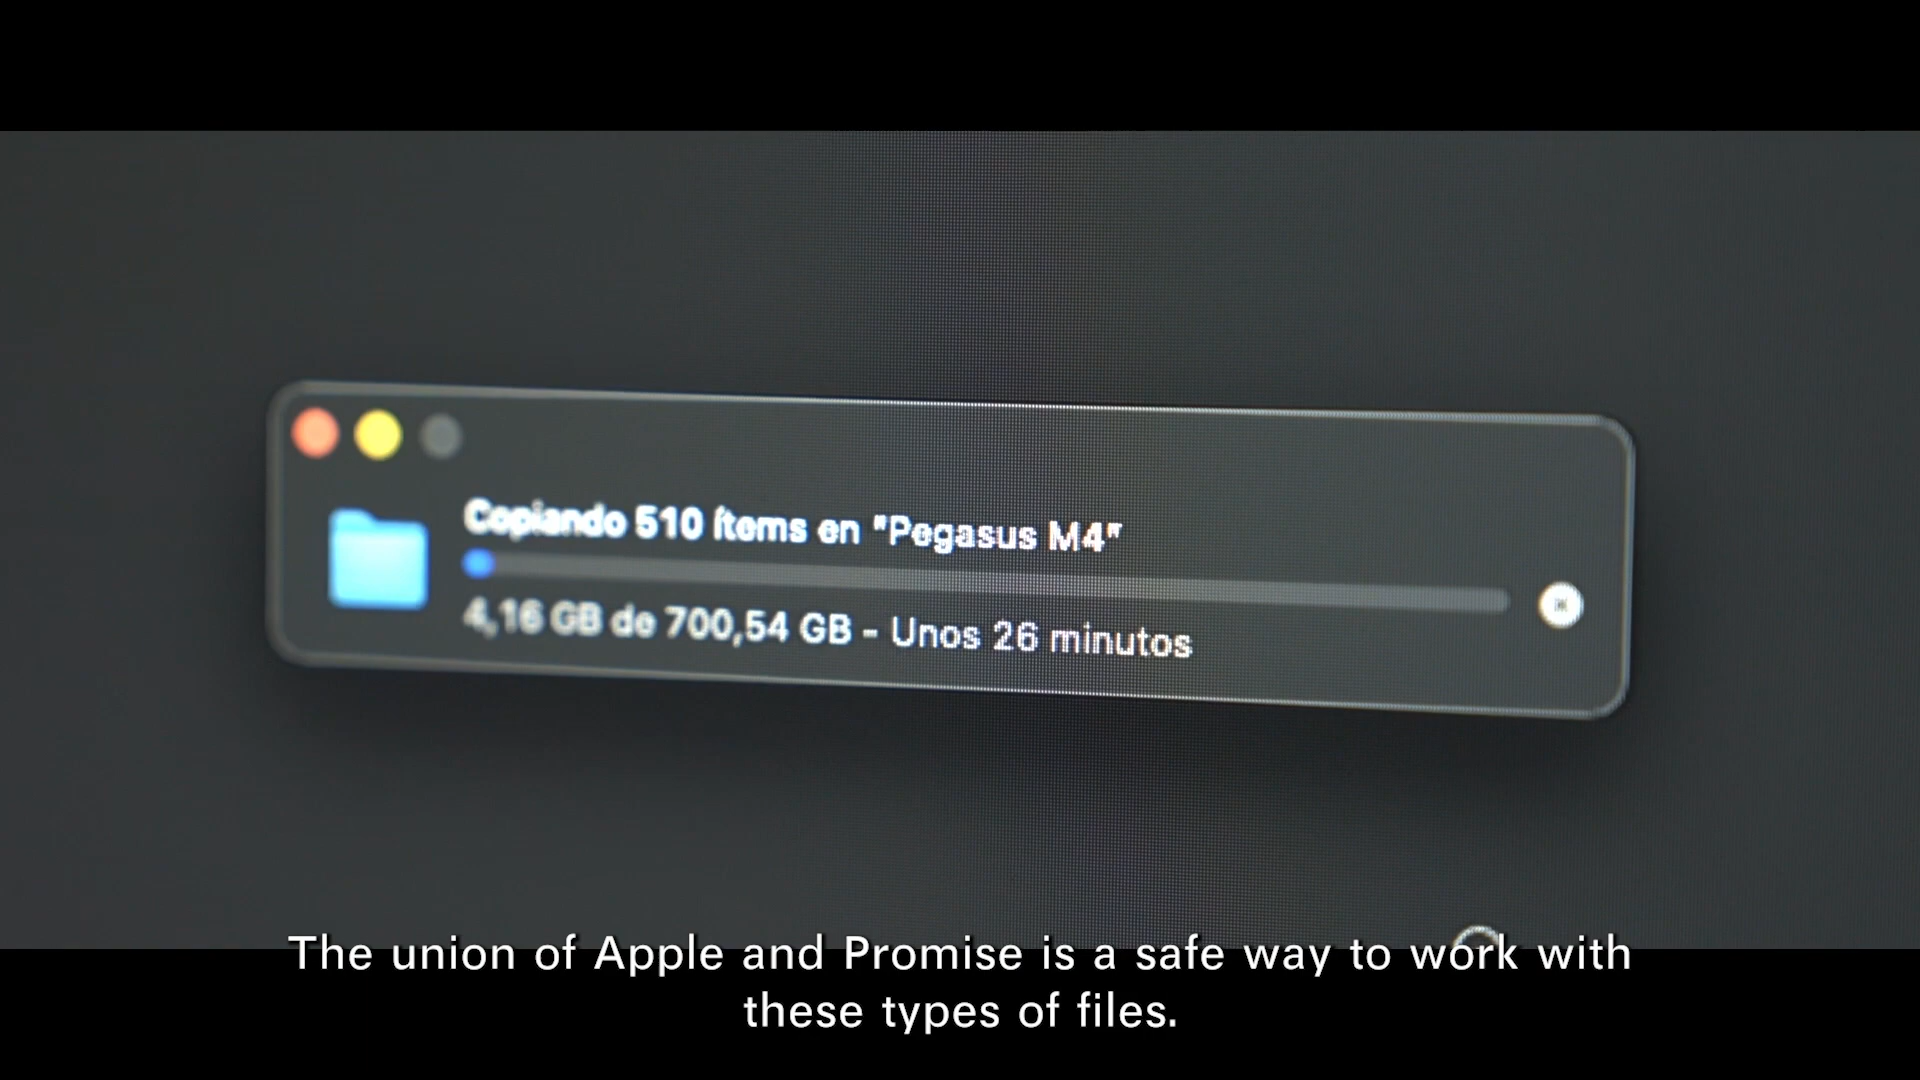 Copiando 510 ítems en "Pegasus M4"
4,16 GB de 700,54 GB - Unos 26 minutos
The union of Apple and Promise is a safe way to work with
these types of files.